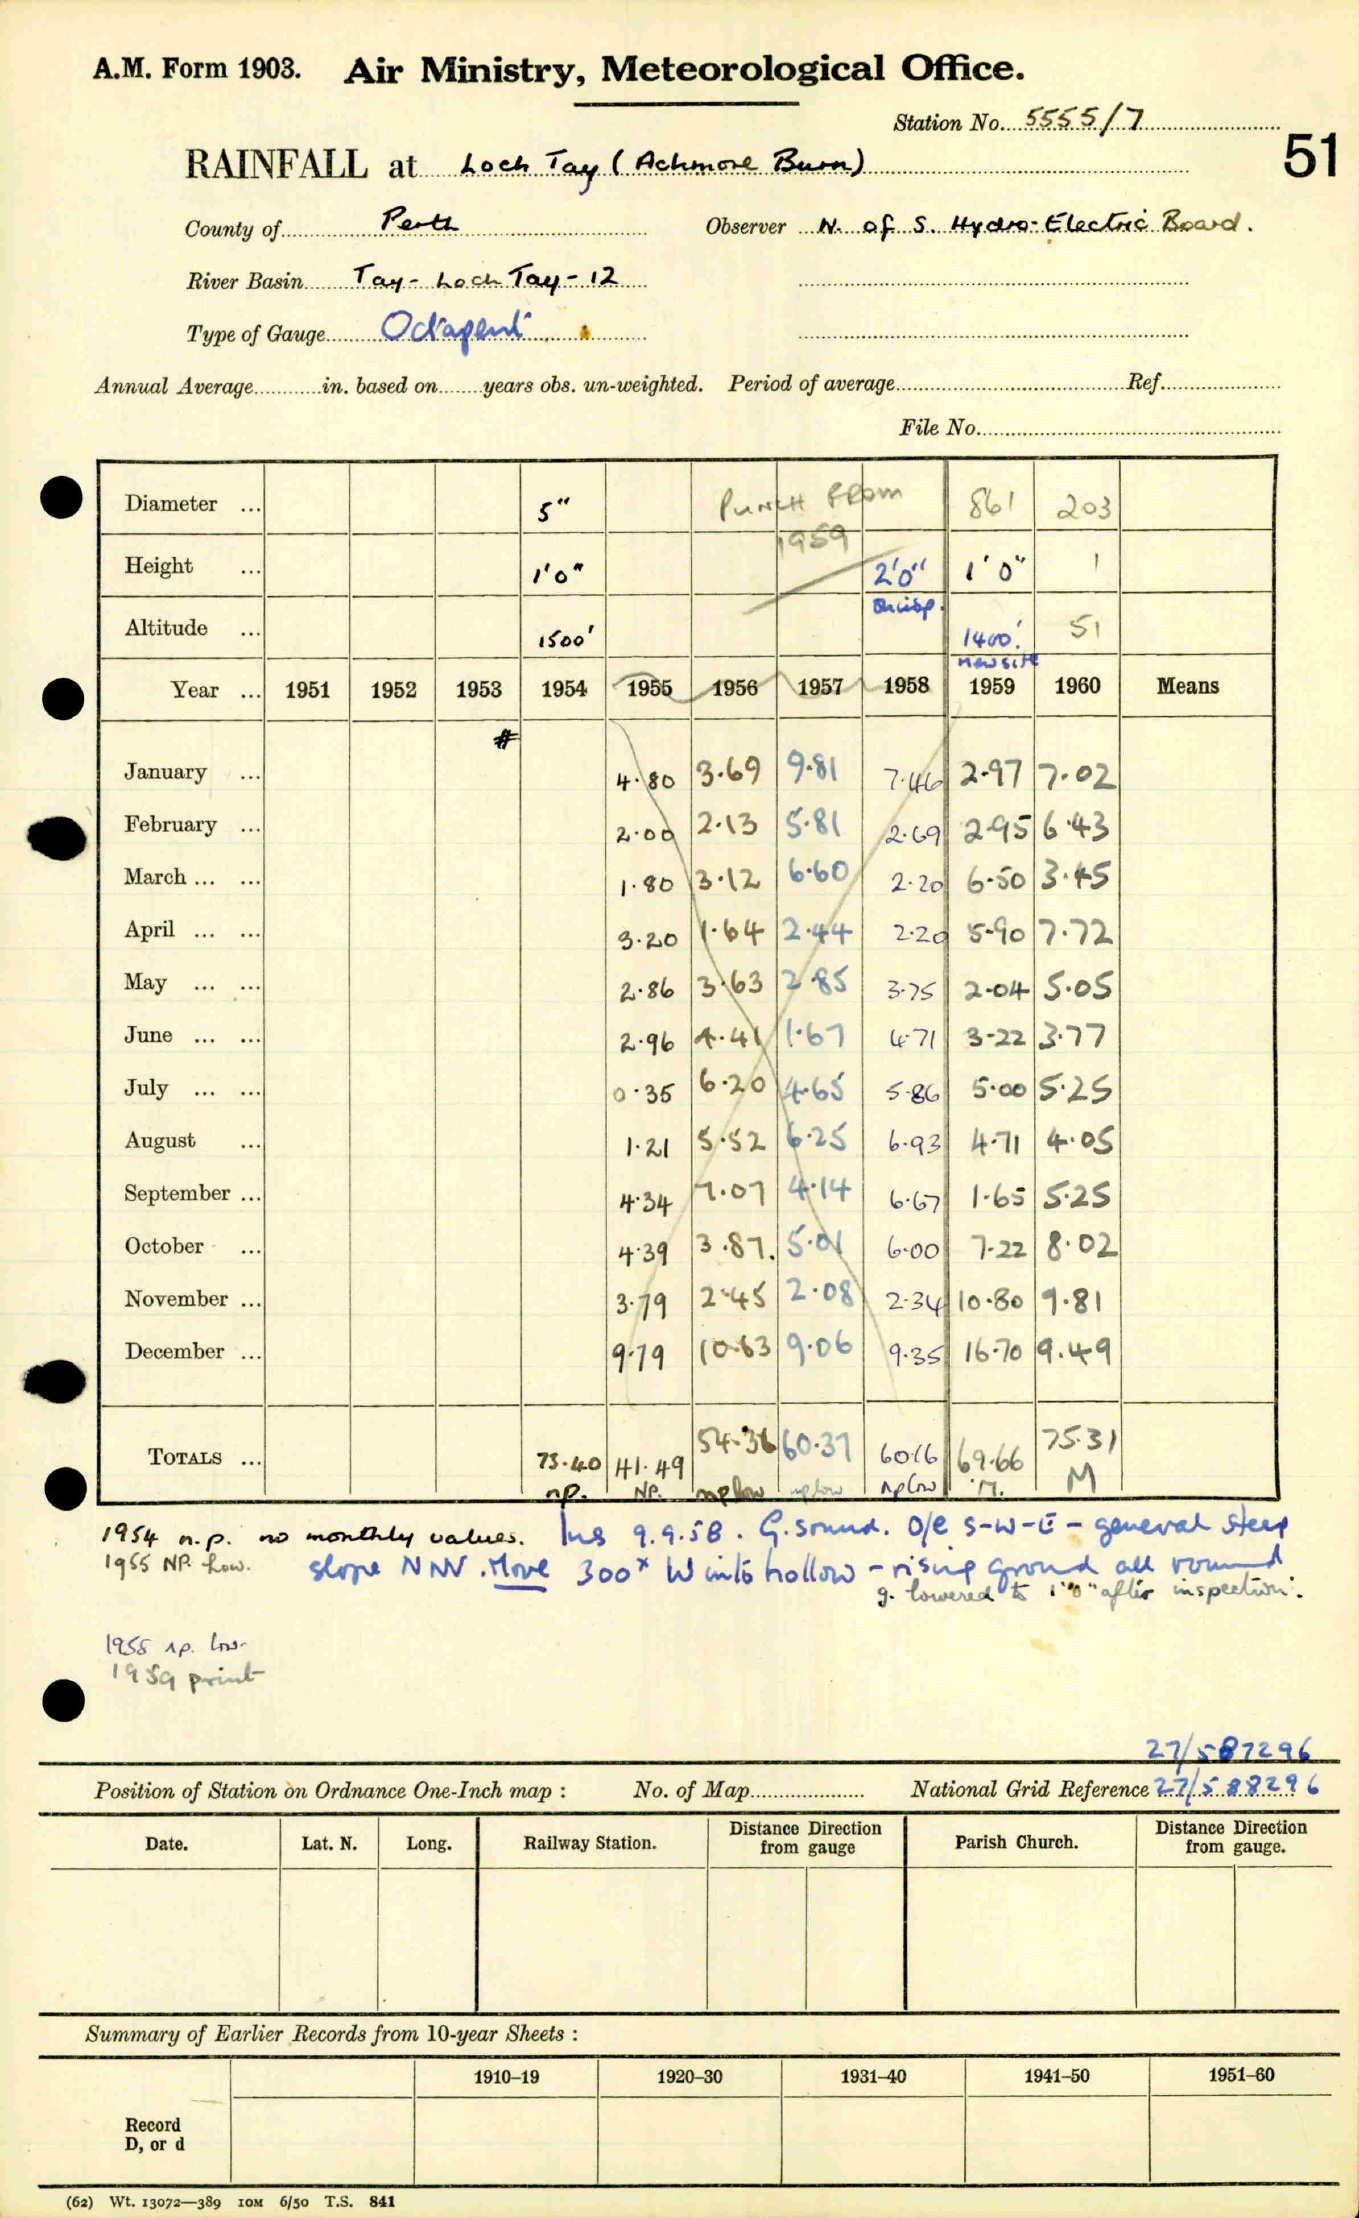 A.M. Form 1903. Air Ministry, Meteorological Office.
Station No. 5555/7
51
RAINFALL at Loch Tay (Achmore Burn)
County of Perth Observer N. of S. Hydro-Electric Board.
River Basin Tay - Loch Tay - 12
Type of Gauge Octapent
Annual Average in. based on years obs. un-weighted. Period of average Ref.
File No.
Diameter ... 5" PUNCH FROM 1959 861 203
Height ... 1'0" 2'0" 1'0" 1
Altitude ... 1500' 1400' new site 51
Year ... 1951 1952 1953 1954 1955 1956 1957 1958 1959 1960 Means
#
January ... 4.80 3.69 9.81 7.46 2.97 7.02
February ... 2.00 2.13 5.81 2.69 2.95 6.43
March ... ... 1.80 3.12 6.60 2.20 6.50 3.45
April ... ... 3.20 1.64 2.44 2.20 5.90 7.72
May ... ... 2.86 3.63 2.85 3.75 2.04 5.05
June ... ... 2.96 4.41 1.67 4.71 3.22 3.77
July ... ... 0.35 6.20 4.65 5.86 5.00 5.25
August ... 1.21 5.52 6.25 6.93 4.71 4.05
September ... 4.34 7.07 4.14 6.67 1.65 5.25
October ... 4.39 3.87. 5.01 6.00 7.22 8.02
November ... 3.79 2.45 2.08 2.34 10.80 9.81
December ... 9.79 10.63 9.06 9.35 16.70 9.49
TOTALS ... 73.40 41.49 54.36 60.37 60.16 69.66 75.31
n.p. NP. np low np low np low M. M
1954 n.p. no monthly values. Ins 9.9.58. G. sound. O/E S-W-E - general steep
1955 NP. Low. slope NNW. Move 300x W into hollow - rising ground all round
g. lowered to 1'0" after inspection.
1958 n.p. low
1959 print
27/587296
Position of Station on Ordnance One-Inch map : No. of Map National Grid Reference 27/588296
Date. Lat. N. Long. Railway Station. Distance Direction from gauge Parish Church. Distance Direction from gauge.
Summary of Earlier Records from 10-year Sheets :
1910–19 1920–30 1931–40 1941–50 1951–60
Record
D, or d
(62) Wt. 13072—389 10M 6/50 T.S. 841